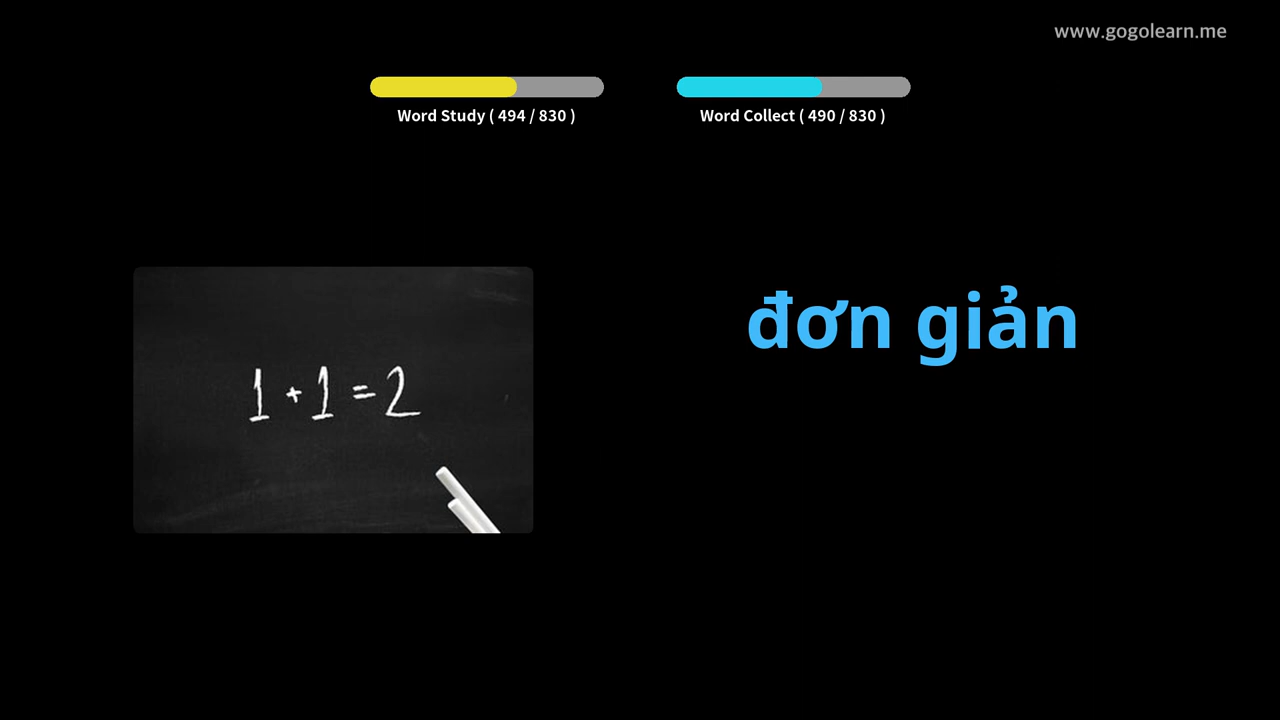 www.gogolearn.me
Word Study ( 494 / 830 )
Word Collect ( 490 / 830 )
1 + 1 = 2
đơn giản